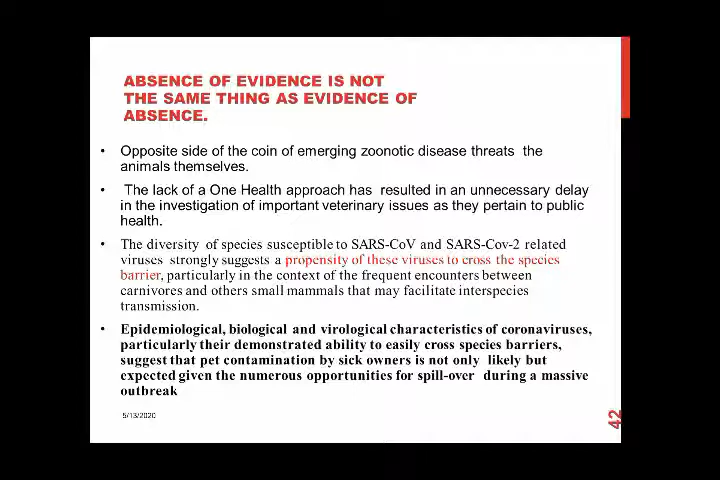 ABSENCE OF EVIDENCE IS NOT
THE SAME THING AS EVIDENCE OF
ABSENCE.
• Opposite side of the coin of emerging zoonotic disease threats the
animals themselves.
• The lack of a One Health approach has resulted in an unnecessary delay
in the investigation of important veterinary issues as they pertain to public
health.
• The diversity of species susceptible to SARS-CoV and SARS-Cov-2 related
viruses strongly suggests a propensity of these viruses to cross the species
barrier, particularly in the context of the frequent encounters between
carnivores and others small mammals that may facilitate interspecies
transmission.
• Epidemiological, biological and virological characteristics of coronaviruses,
particularly their demonstrated ability to easily cross species barriers,
suggest that pet contamination by sick owners is not only likely but
expected given the numerous opportunities for spill-over during a massive
outbreak
5/13/2020
42